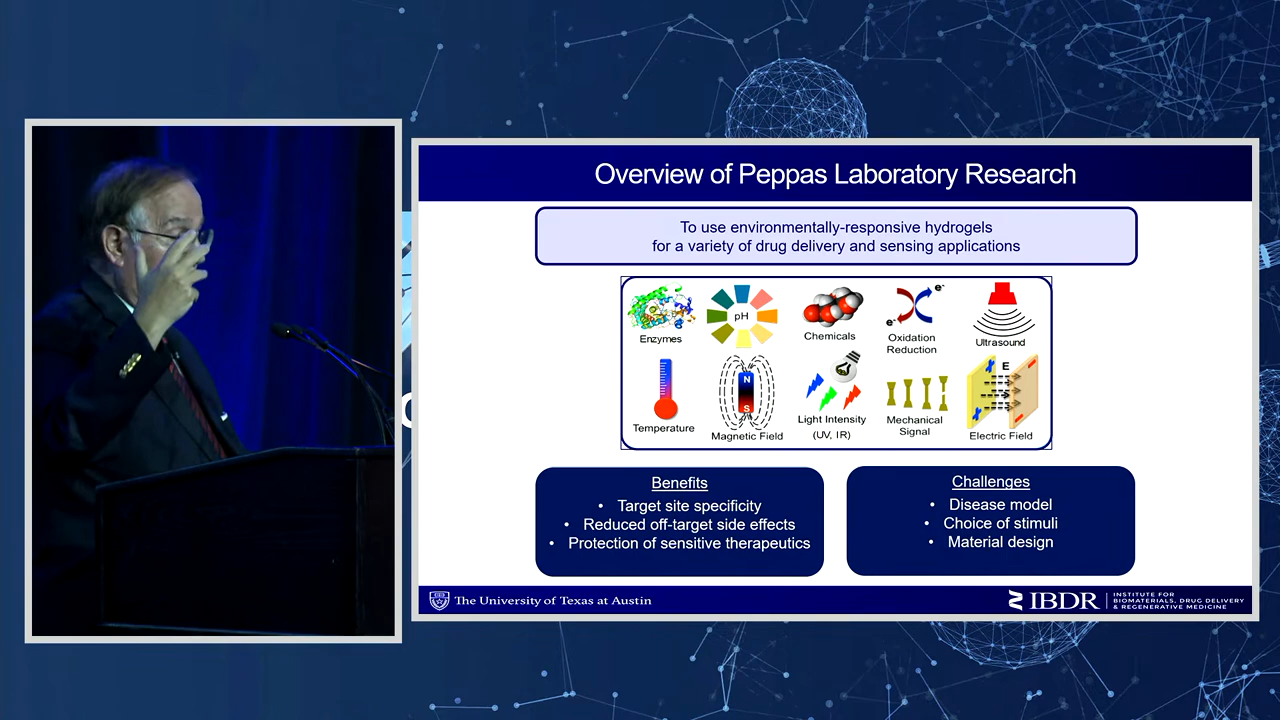 Overview of Peppas Laboratory Research
To use environmentally-responsive hydrogels
for a variety of drug delivery and sensing applications
Enzymes
pH
Chemicals
e-
e-
Oxidation
Reduction
Ultrasound
Temperature
N
S
Magnetic Field
Light Intensity
(UV, IR)
Mechanical
Signal
E
Electric Field
Benefits
• Target site specificity
• Reduced off-target side effects
• Protection of sensitive therapeutics
Challenges
• Disease model
• Choice of stimuli
• Material design
The University of Texas at Austin
IBDR
INSTITUTE FOR
BIOMATERIALS, DRUG DELIVERY
& REGENERATIVE MEDICINE